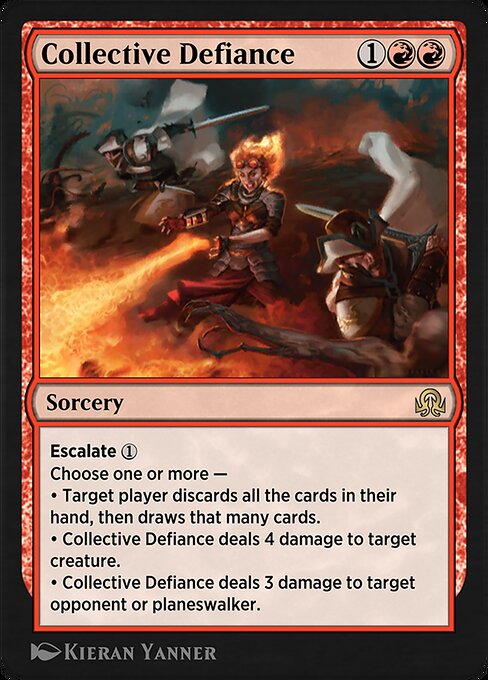 Collective Defiance 1
Sorcery
Escalate 1
Choose one or more —
• Target player discards all the cards in their
hand, then draws that many cards.
• Collective Defiance deals 4 damage to target
creature.
• Collective Defiance deals 3 damage to target
opponent or planeswalker.
Kieran Yanner